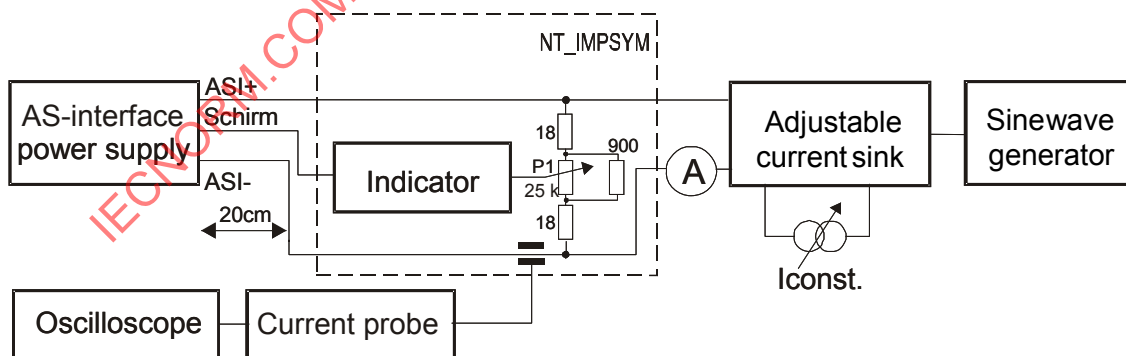 NT_IMPSYM
AS-interface
power supply
ASI+
Schirm
ASI-
20cm
Indicator
18
P1
25 k
900
18
A
Adjustable
current sink
Sinewave
generator
Iconst.
Oscilloscope
Current probe
IECNORM.COM